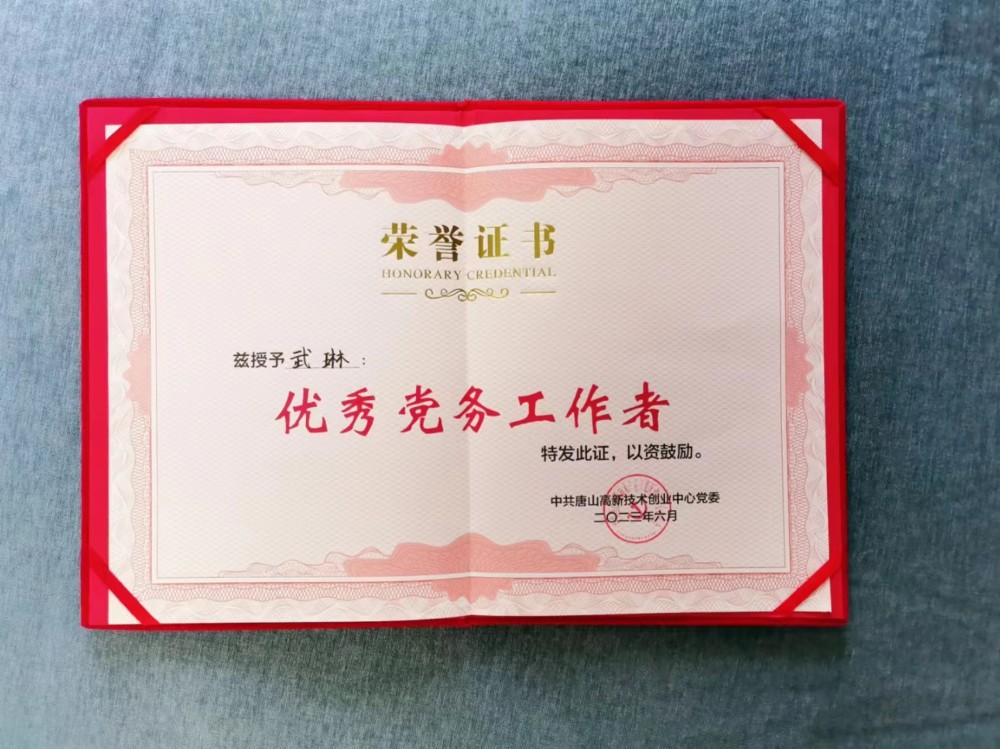 荣誉证书
HONORARY CREDENTIAL
兹授予 武琳：
优秀党务工作者
特发此证，以资鼓励。
中共唐山高新技术创业中心党委
二〇二三年六月